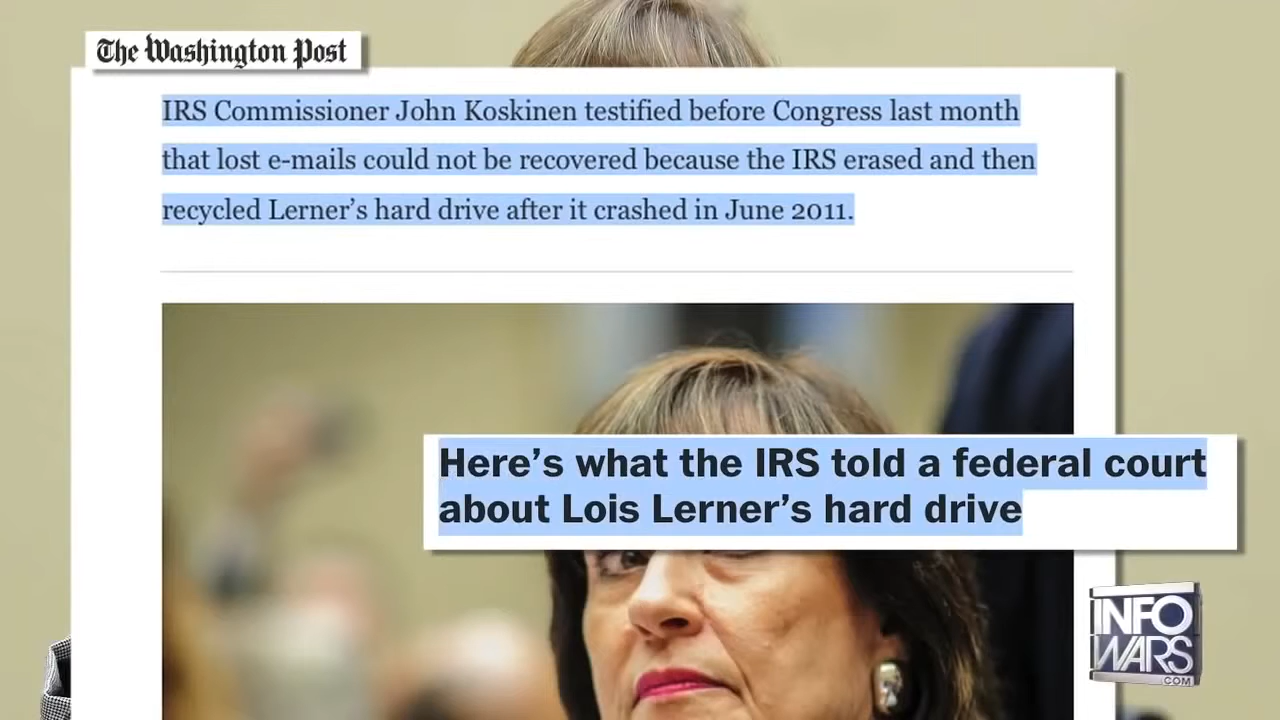 The Washington Post
IRS Commissioner John Koskinen testified before Congress last month
that lost e-mails could not be recovered because the IRS erased and then
recycled Lerner’s hard drive after it crashed in June 2011.
Here’s what the IRS told a federal court
about Lois Lerner’s hard drive
INFO
WARS
.COM